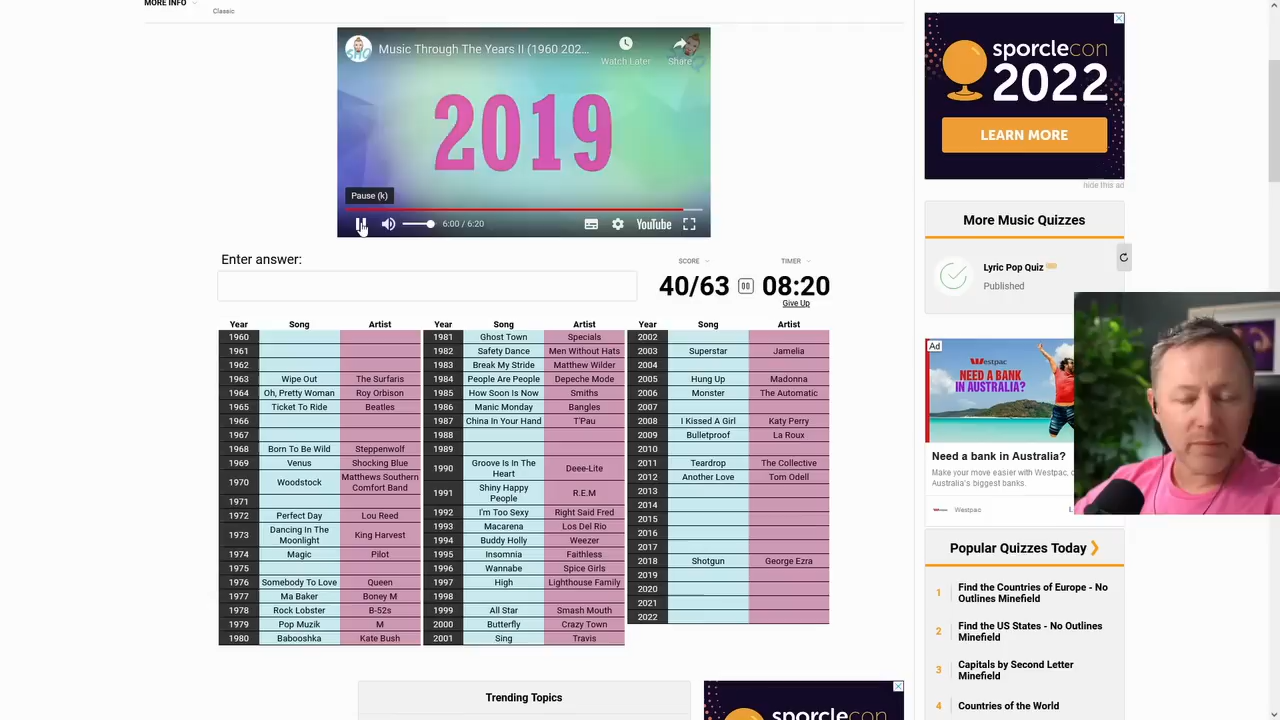 MORE INFO
Classic
Music Through The Years II (1960 202...
Watch Later
Share
2019
Pause (k)
6:00 / 6:20
YouTube
sporclecon
2022
LEARN MORE
hide this ad
More Music Quizzes
Lyric Pop Quiz
Published
Enter answer:
SCORE
TIMER
40/63
08:20
Give Up
Year Song Artist
1960
1961
1962
1963 Wipe Out The Surfaris
1964 Oh, Pretty Woman Roy Orbison
1965 Ticket To Ride Beatles
1966
1967
1968 Born To Be Wild Steppenwolf
1969 Venus Shocking Blue
1970 Woodstock Matthews Southern
Comfort Band
1971
1972 Perfect Day Lou Reed
1973 Dancing In The
Moonlight King Harvest
1974 Magic Pilot
1975
1976 Somebody To Love Queen
1977 Ma Baker Boney M
1978 Rock Lobster B-52s
1979 Pop Muzik M
1980 Babooshka Kate Bush
Year Song Artist
1981 Ghost Town Specials
1982 Safety Dance Men Without Hats
1983 Break My Stride Matthew Wilder
1984 People Are People Depeche Mode
1985 How Soon Is Now Smiths
1986 Manic Monday Bangles
1987 China In Your Hand T'Pau
1988
1989
1990 Groove Is In The
Heart Deee-Lite
1991 Shiny Happy
People R.E.M
1992 I'm Too Sexy Right Said Fred
1993 Macarena Los Del Rio
1994 Buddy Holly Weezer
1995 Insomnia Faithless
1996 Wannabe Spice Girls
1997 High Lighthouse Family
1998
1999 All Star Smash Mouth
2000 Butterfly Crazy Town
2001 Sing Travis
Year Song Artist
2002
2003 Superstar Jamelia
2004
2005 Hung Up Madonna
2006 Monster The Automatic
2007
2008 I Kissed A Girl Katy Perry
2009 Bulletproof La Roux
2010
2011 Teardrop The Collective
2012 Another Love Tom Odell
2013
2014
2015
2016
2017
2018 Shotgun George Ezra
2019
2020
2021
2022
Ad
Westpac
NEED A BANK
IN AUSTRALIA?
Need a bank in Australia?
Make your move easier with Westpac,
Australia's biggest banks.
Westpac
Popular Quizzes Today
1 Find the Countries of Europe - No
Outlines Minefield
2 Find the US States - No Outlines
Minefield
3 Capitals by Second Letter
Minefield
4 Countries of the World
Trending Topics
sporclecon